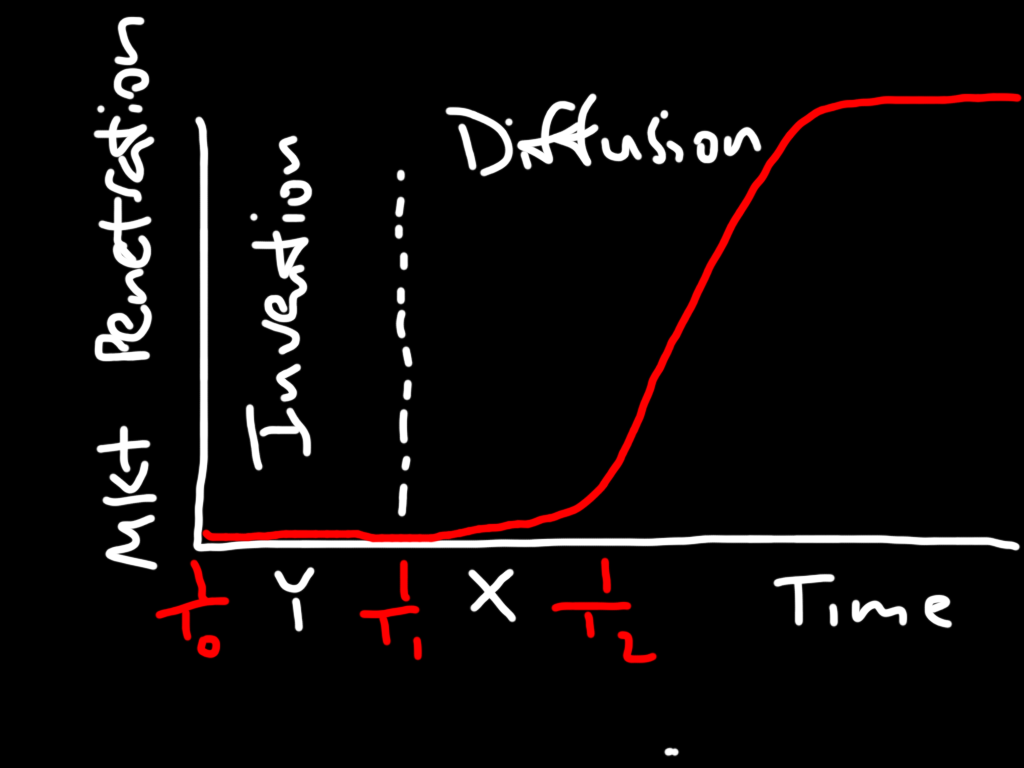 Mkt Penetration
Invention
Diffusion
T0
Y
T1
X
T2
Time